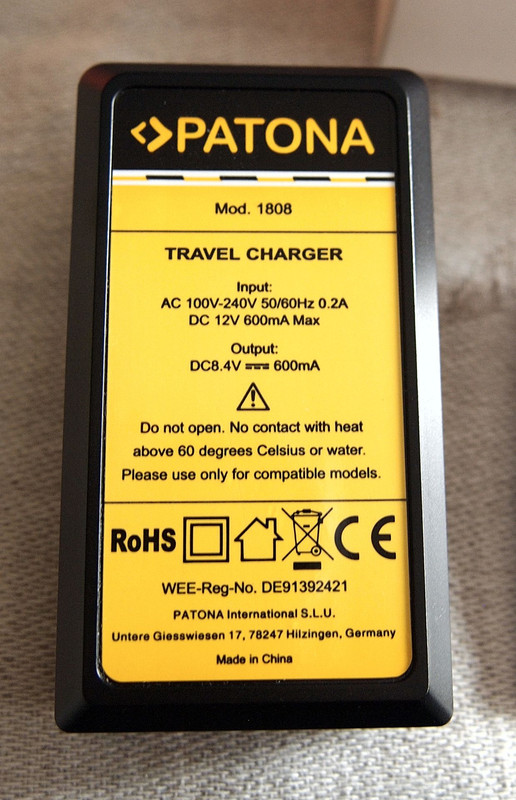 PATONA
Mod. 1808
TRAVEL CHARGER
Input:
AC 100V-240V 50/60Hz 0.2A
DC 12V 600mA Max
Output:
DC8.4V ⎓ 600mA
Do not open. No contact with heat
above 60 degrees Celsius or water.
Please use only for compatible models.
RoHS CE
WEE-Reg-No. DE91392421
PATONA International S.L.U.
Untere Giesswiesen 17, 78247 Hilzingen, Germany
Made in China